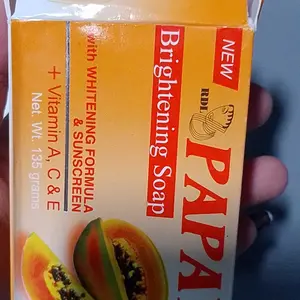 NEW
RDL
PAPA
Brightening Soap
with WHITENING FORMULA
& SUNSCREEN
+ Vitamin A, C & E
Net. Wt. 135 grams